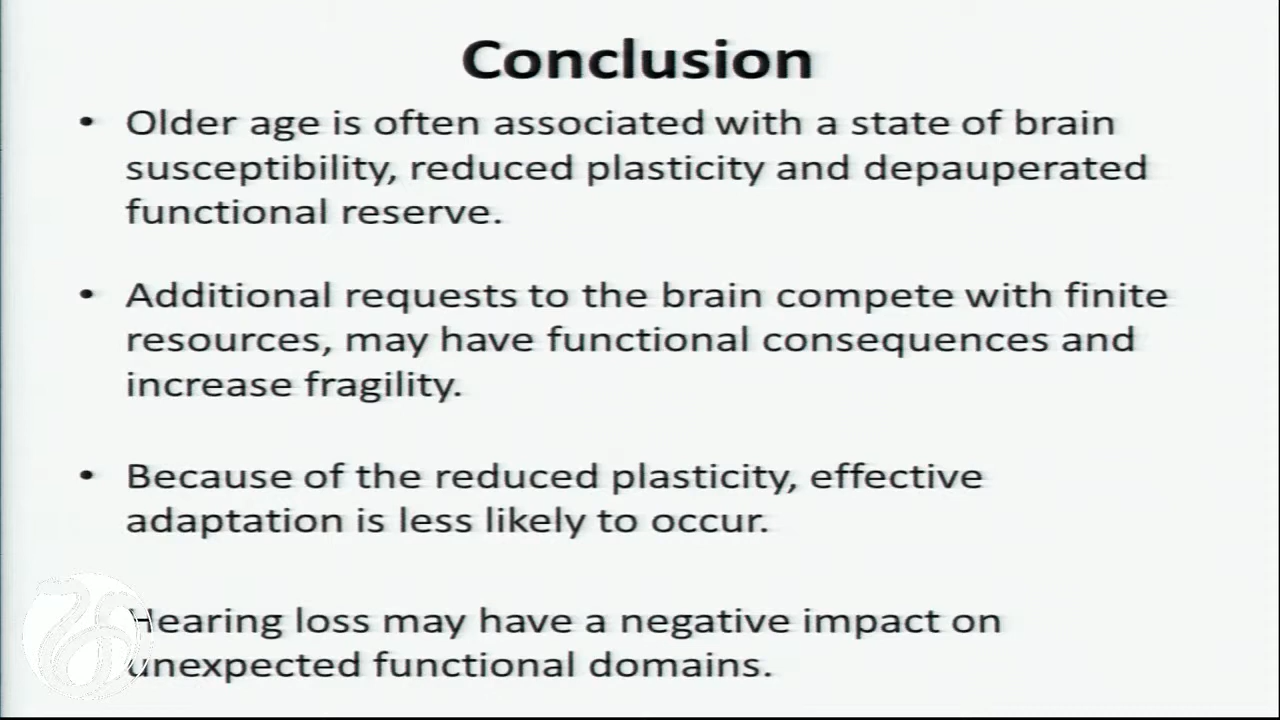 Conclusion
• Older age is often associated with a state of brain
susceptibility, reduced plasticity and depauperated
functional reserve.
• Additional requests to the brain compete with finite
resources, may have functional consequences and
increase fragility.
• Because of the reduced plasticity, effective
adaptation is less likely to occur.
Hearing loss may have a negative impact on
unexpected functional domains.